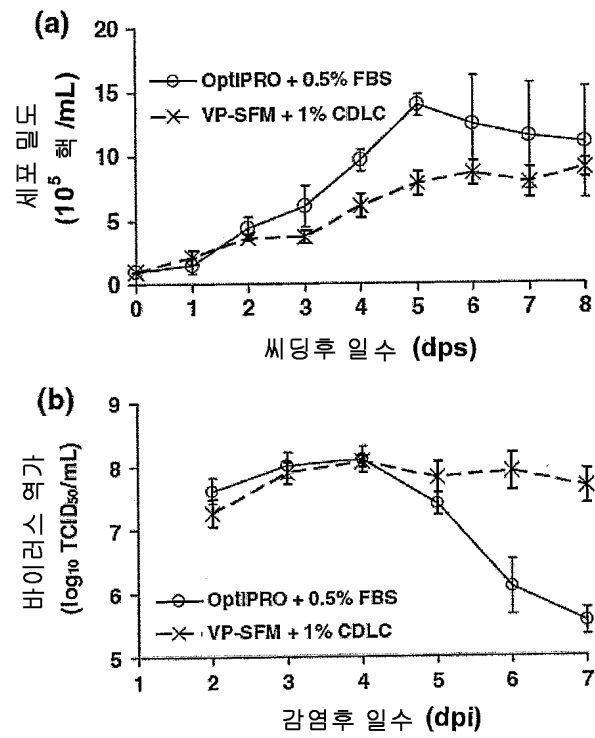 (a)
20
15
10
5
0
세포 밀도
(10⁵ 핵 /mL)
OptiPRO + 0.5% FBS
VP-SFM + 1% CDLC
0 1 2 3 4 5 6 7 8
씨딩후 일수 (dps)
(b)
9
8
7
6
5
바이러스 역가
(log₁₀ TCID₅₀/mL)
OptiPRO + 0.5% FBS
VP-SFM + 1% CDLC
1 2 3 4 5 6 7
감염후 일수 (dpi)